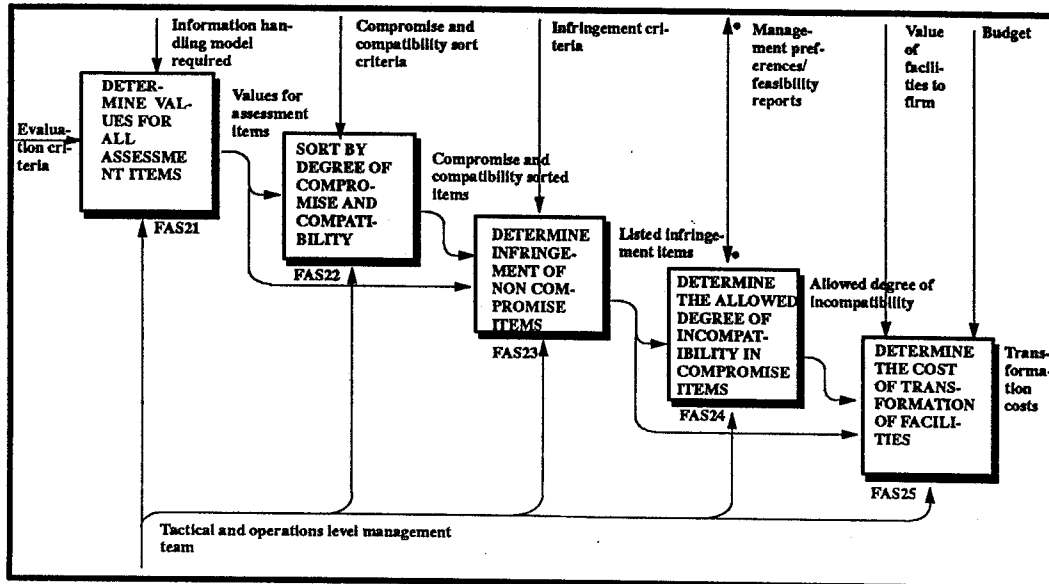 Information han-
dling model
required
Compromise and
compatibility sort
criteria
Infringement cri-
teria
Manage-
ment pref-
erences/
feasibility
reports
Value
of
facili-
ties to
firm
Budget
Evalua-
tion cri-
teria
DETER-
MINE VAL-
UES FOR
ALL
ASSESSME
NT ITEMS
FAS21
Values for
assessment
items
SORT BY
DEGREE OF
COMPRO-
MISE AND
COMPATI-
BILITY
FAS22
Compromise and
compatibility sorted
items
DETERMINE
INFRINGE-
MENT OF
NON COM-
PROMISE
ITEMS
FAS23
Listed infringe-
ment items
DETERMINE
THE ALLOWED
DEGREE OF
INCOMPAT-
IBILITY IN
COMPROMISE
ITEMS
FAS24
Allowed degree of
incompatibility
DETERMINE
THE COST
OF TRANS-
FORMATION
OF FACILI-
TIES
FAS25
Trans-
forma-
tion
costs
Tactical and operations level management
team